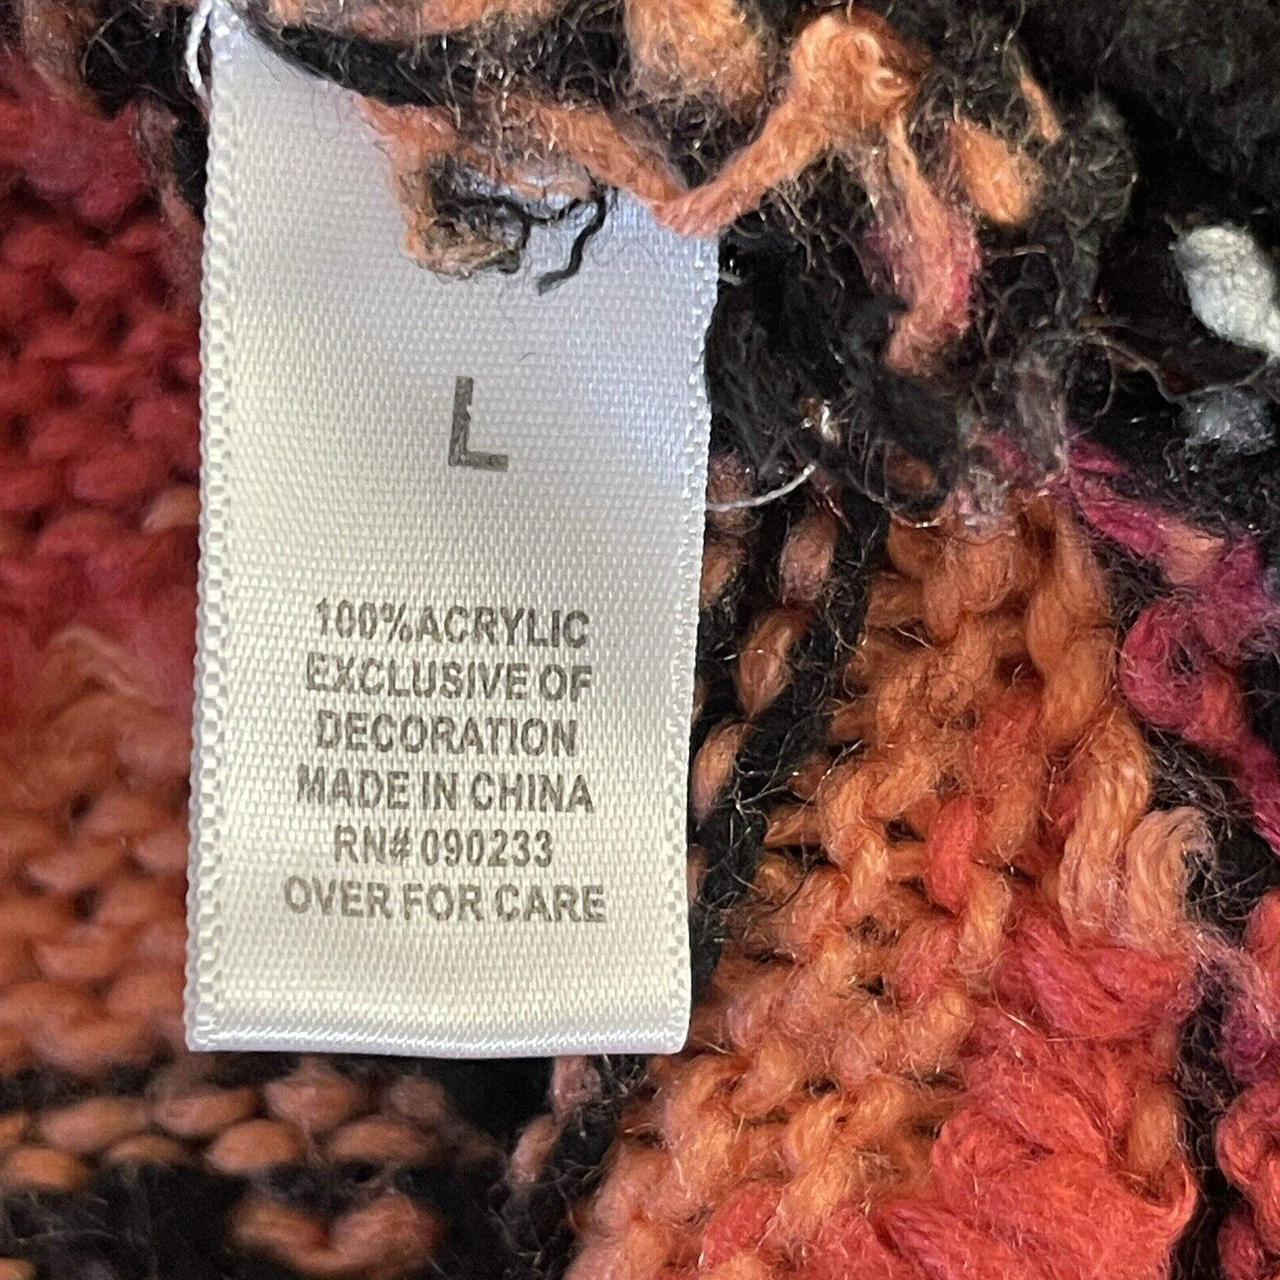 L
100%ACRYLIC
EXCLUSIVE OF
DECORATION
MADE IN CHINA
RN# 090233
OVER FOR CARE